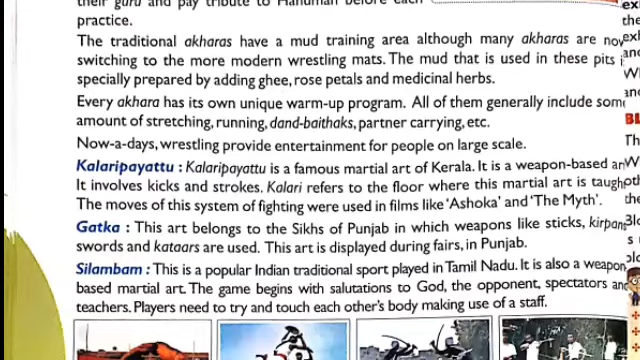 their guru and pay tribute to Hanuman before each
practice.
The traditional akharas have a mud training area although many akharas are now
switching to the more modern wrestling mats. The mud that is used in these pits
specially prepared by adding ghee, rose petals and medicinal herbs.
Every akhara has its own unique warm-up program. All of them generally include some
amount of stretching, running, dand-baithaks, partner carrying, etc.
Now-a-days, wrestling provide entertainment for people on large scale.
Kalaripayattu : Kalaripayattu is a famous martial art of Kerala. It is a weapon-based
It involves kicks and strokes. Kalari refers to the floor where this martial art is
The moves of this system of fighting were used in films like 'Ashoka' and 'The Myth'.
Gatka : This art belongs to the Sikhs of Punjab in which weapons like sticks, kirpans
swords and kataars are used. This art is displayed during fairs, in Punjab.
Silambam : This is a popular Indian traditional sport played in Tamil Nadu. It is also a weapon
based martial art. The game begins with salutations to God, the opponent, spectators and
teachers. Players need to try and touch each other's body making use of a staff.